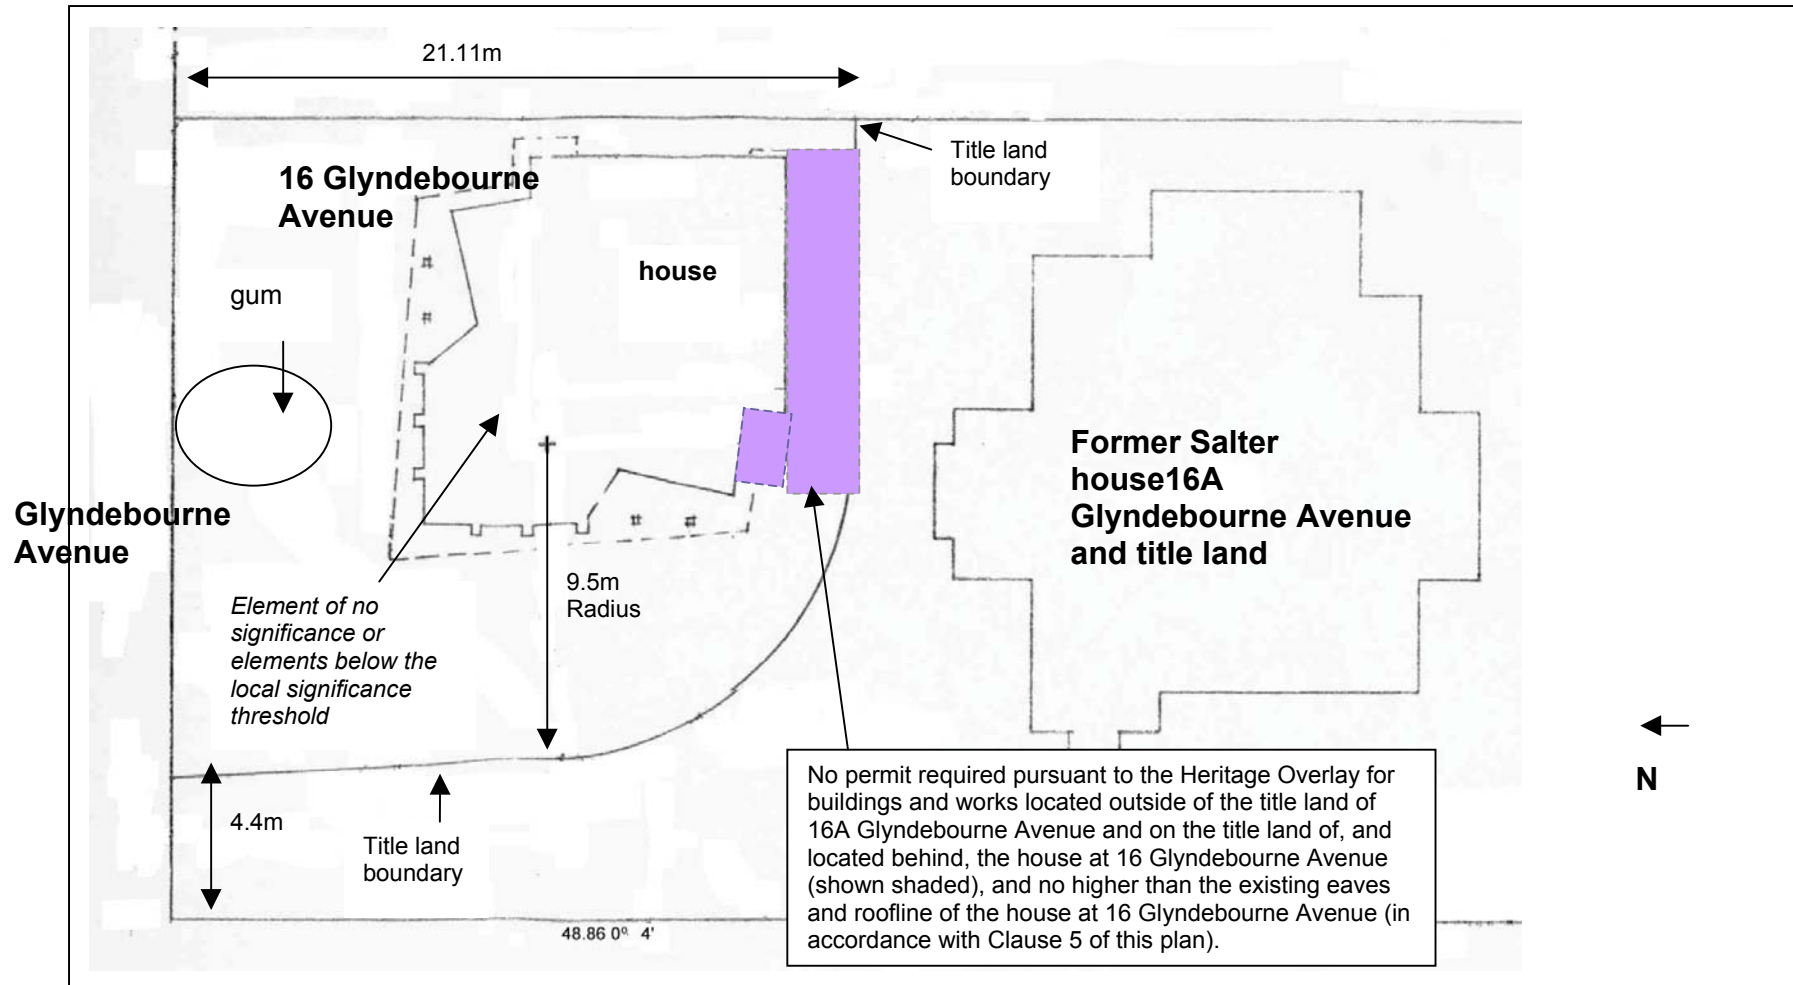 21.11m
Title land
boundary
16 Glyndebourne
Avenue
house
gum
Former Salter
house16A
Glyndebourne Avenue
and title land
Glyndebourne
Avenue
9.5m
Radius
Element of no
significance or
elements below the
local significance
threshold
N
No permit required pursuant to the Heritage Overlay for
buildings and works located outside of the title land of
16A Glyndebourne Avenue and on the title land of, and
located behind, the house at 16 Glyndebourne Avenue
(shown shaded), and no higher than the existing eaves
and roofline of the house at 16 Glyndebourne Avenue (in
accordance with Clause 5 of this plan).
4.4m
Title land
boundary
48.86 0º 4'